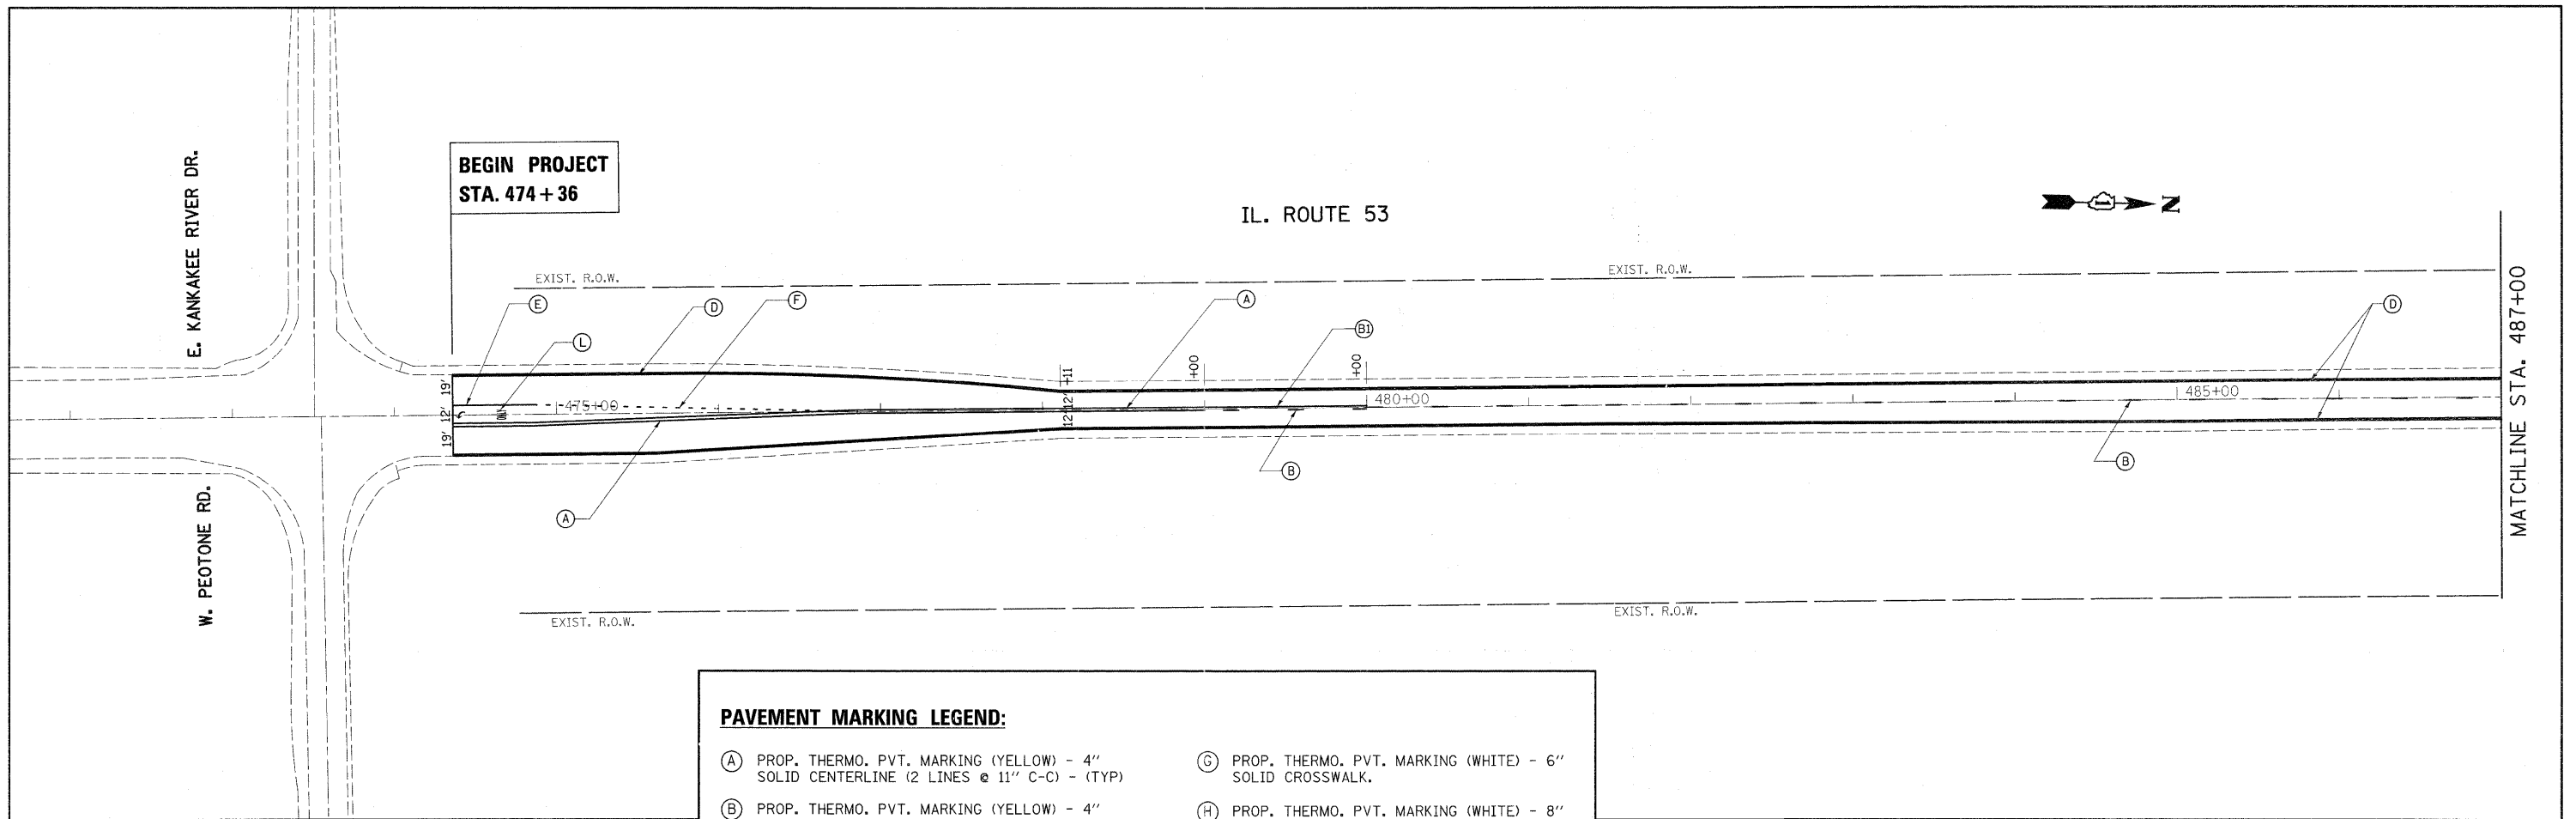 E. KANKAKEE RIVER DR.
W. PEOTONE RD.
BEGIN PROJECT
STA. 474+36
IL. ROUTE 53
N
EXIST. R.O.W.
EXIST. R.O.W.
E
L
D
F
A
B1
D
19'
12'
19'
475+00
12'
12'
+11
+00
+00
480+00
485+00
A
B
B
EXIST. R.O.W.
EXIST. R.O.W.
MATCHLINE STA. 487+00
PAVEMENT MARKING LEGEND:
A PROP. THERMO. PVT. MARKING (YELLOW) - 4"
SOLID CENTERLINE (2 LINES @ 11" C-C) - (TYP)
B PROP. THERMO. PVT. MARKING (YELLOW) - 4"
G PROP. THERMO. PVT. MARKING (WHITE) - 6"
SOLID CROSSWALK.
H PROP. THERMO. PVT. MARKING (WHITE) - 8"